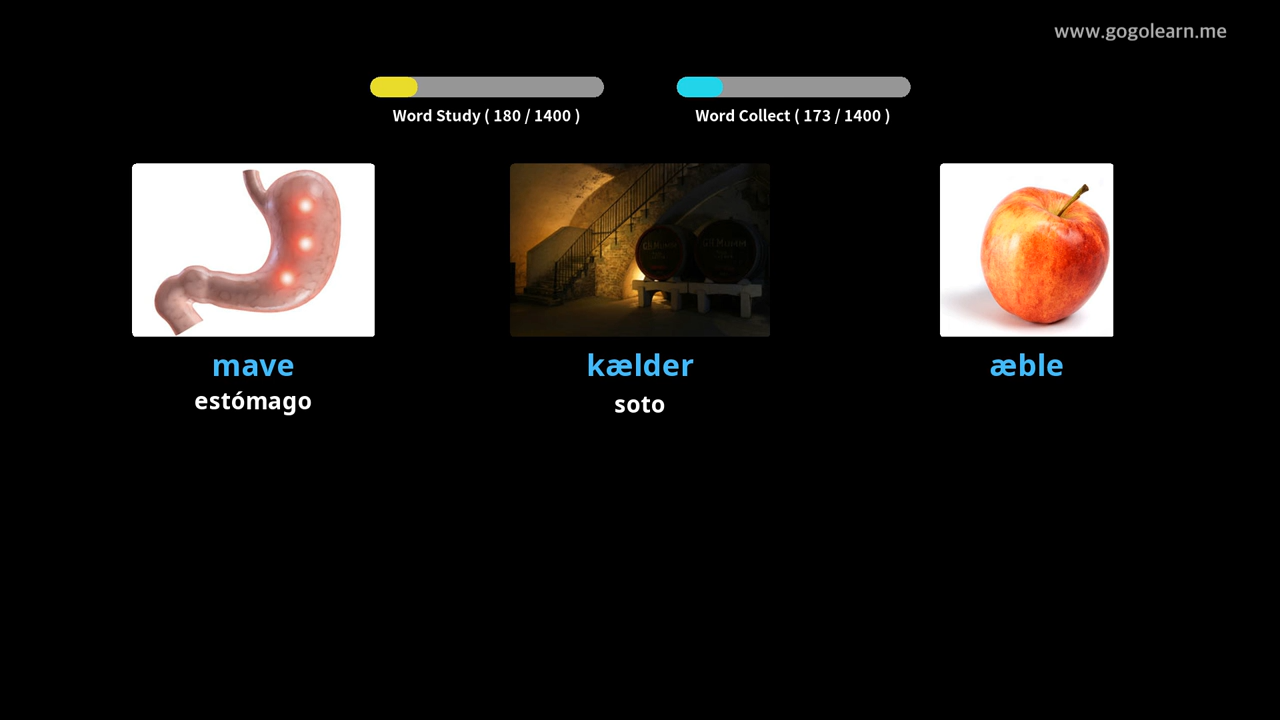 www.gogolearn.me
Word Study ( 180 / 1400 )
Word Collect ( 173 / 1400 )
mave
kælder
æble
estómago
soto